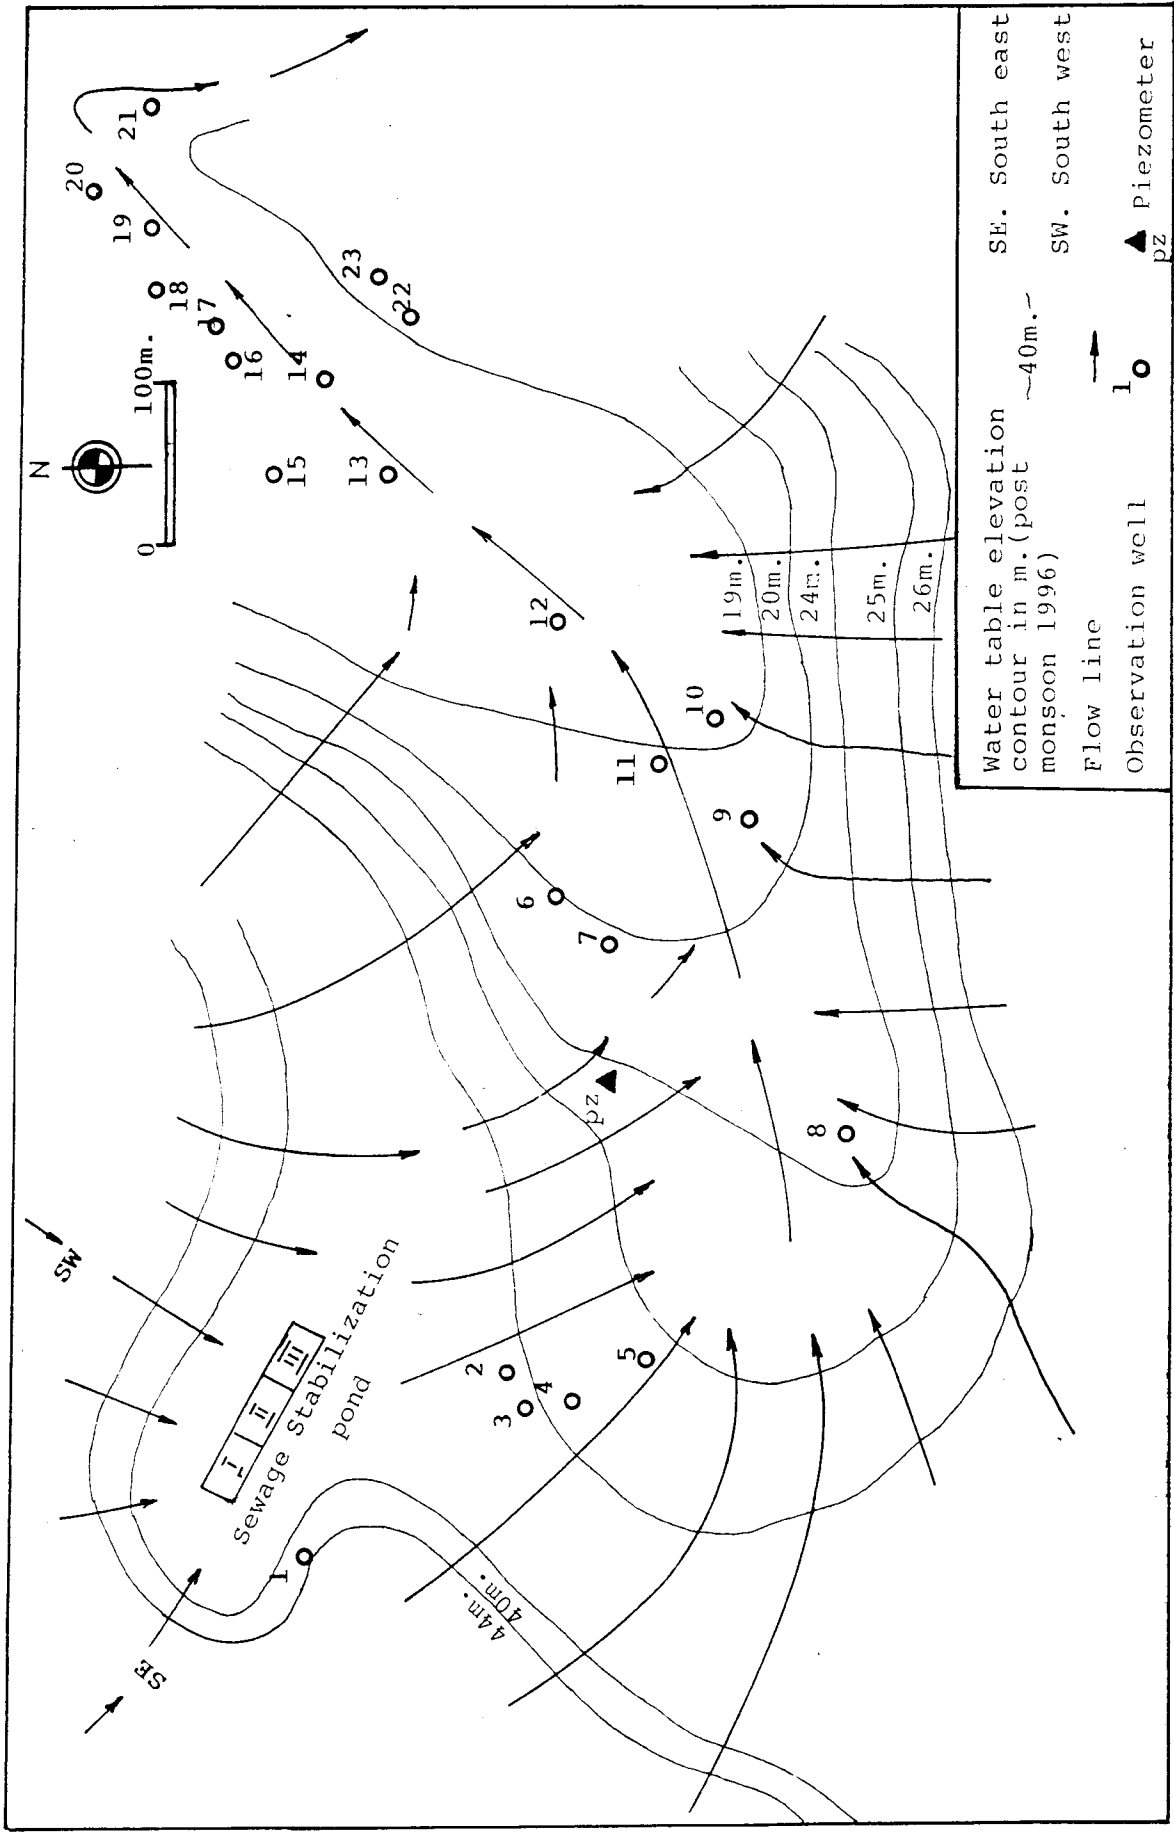 N
0 100m.
SW
SE
I II III
Sewage Stabilization
pond
44m.
40m.
1
2
3
4
5
6
7
pz
8
9
10
11
12
13
14
15
16
17
18
19
20
21
22
23
19m.
20m.
24m.
25m.
26m.
Water table elevation
contour in m.(post ~40m.~
monsoon 1996)
Flow line
Observation well 1
SE. South east
SW. South west
pz Piezometer